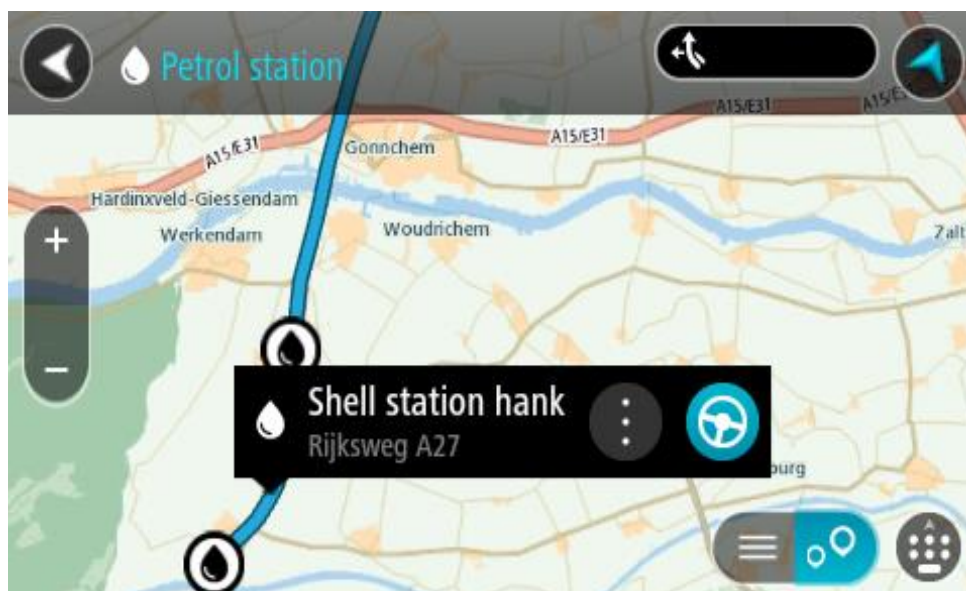 Petrol station
A15/E31
A15/E31
A15/E31
A15/E31
Gonnchem
Hardinxveld-Giessendam
Werkendam
Woudrichem
Zalt
Shell station hank
Rijksweg A27
burg
A